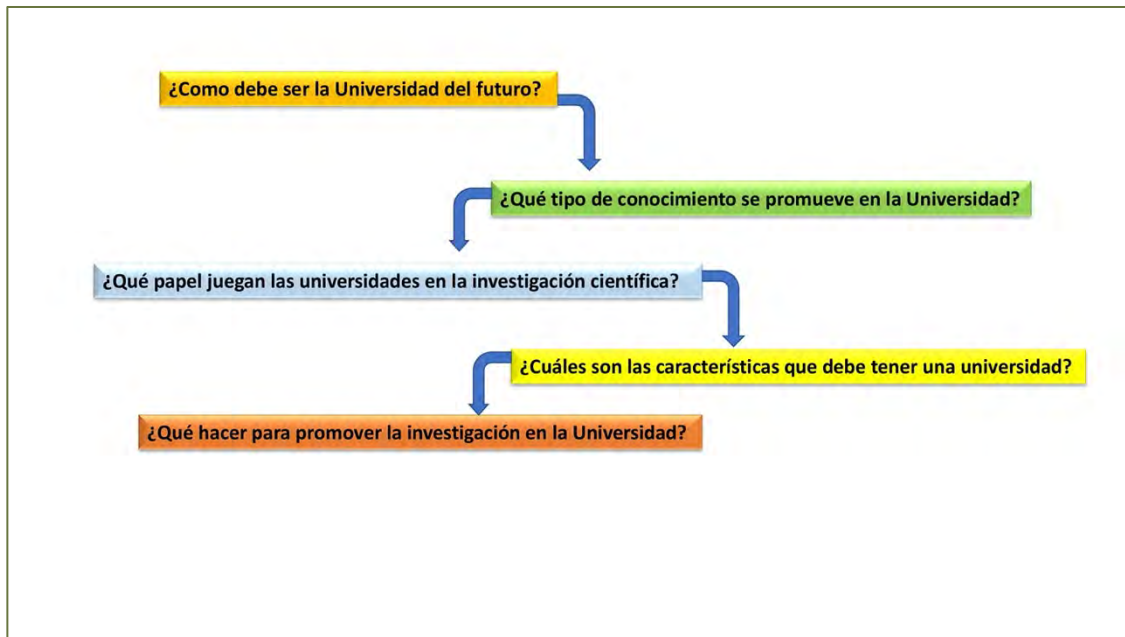 ¿Como debe ser la Universidad del futuro?
¿Qué tipo de conocimiento se promueve en la Universidad?
¿Qué papel juegan las universidades en la investigación científica?
¿Cuáles son las características que debe tener una universidad?
¿Qué hacer para promover la investigación en la Universidad?